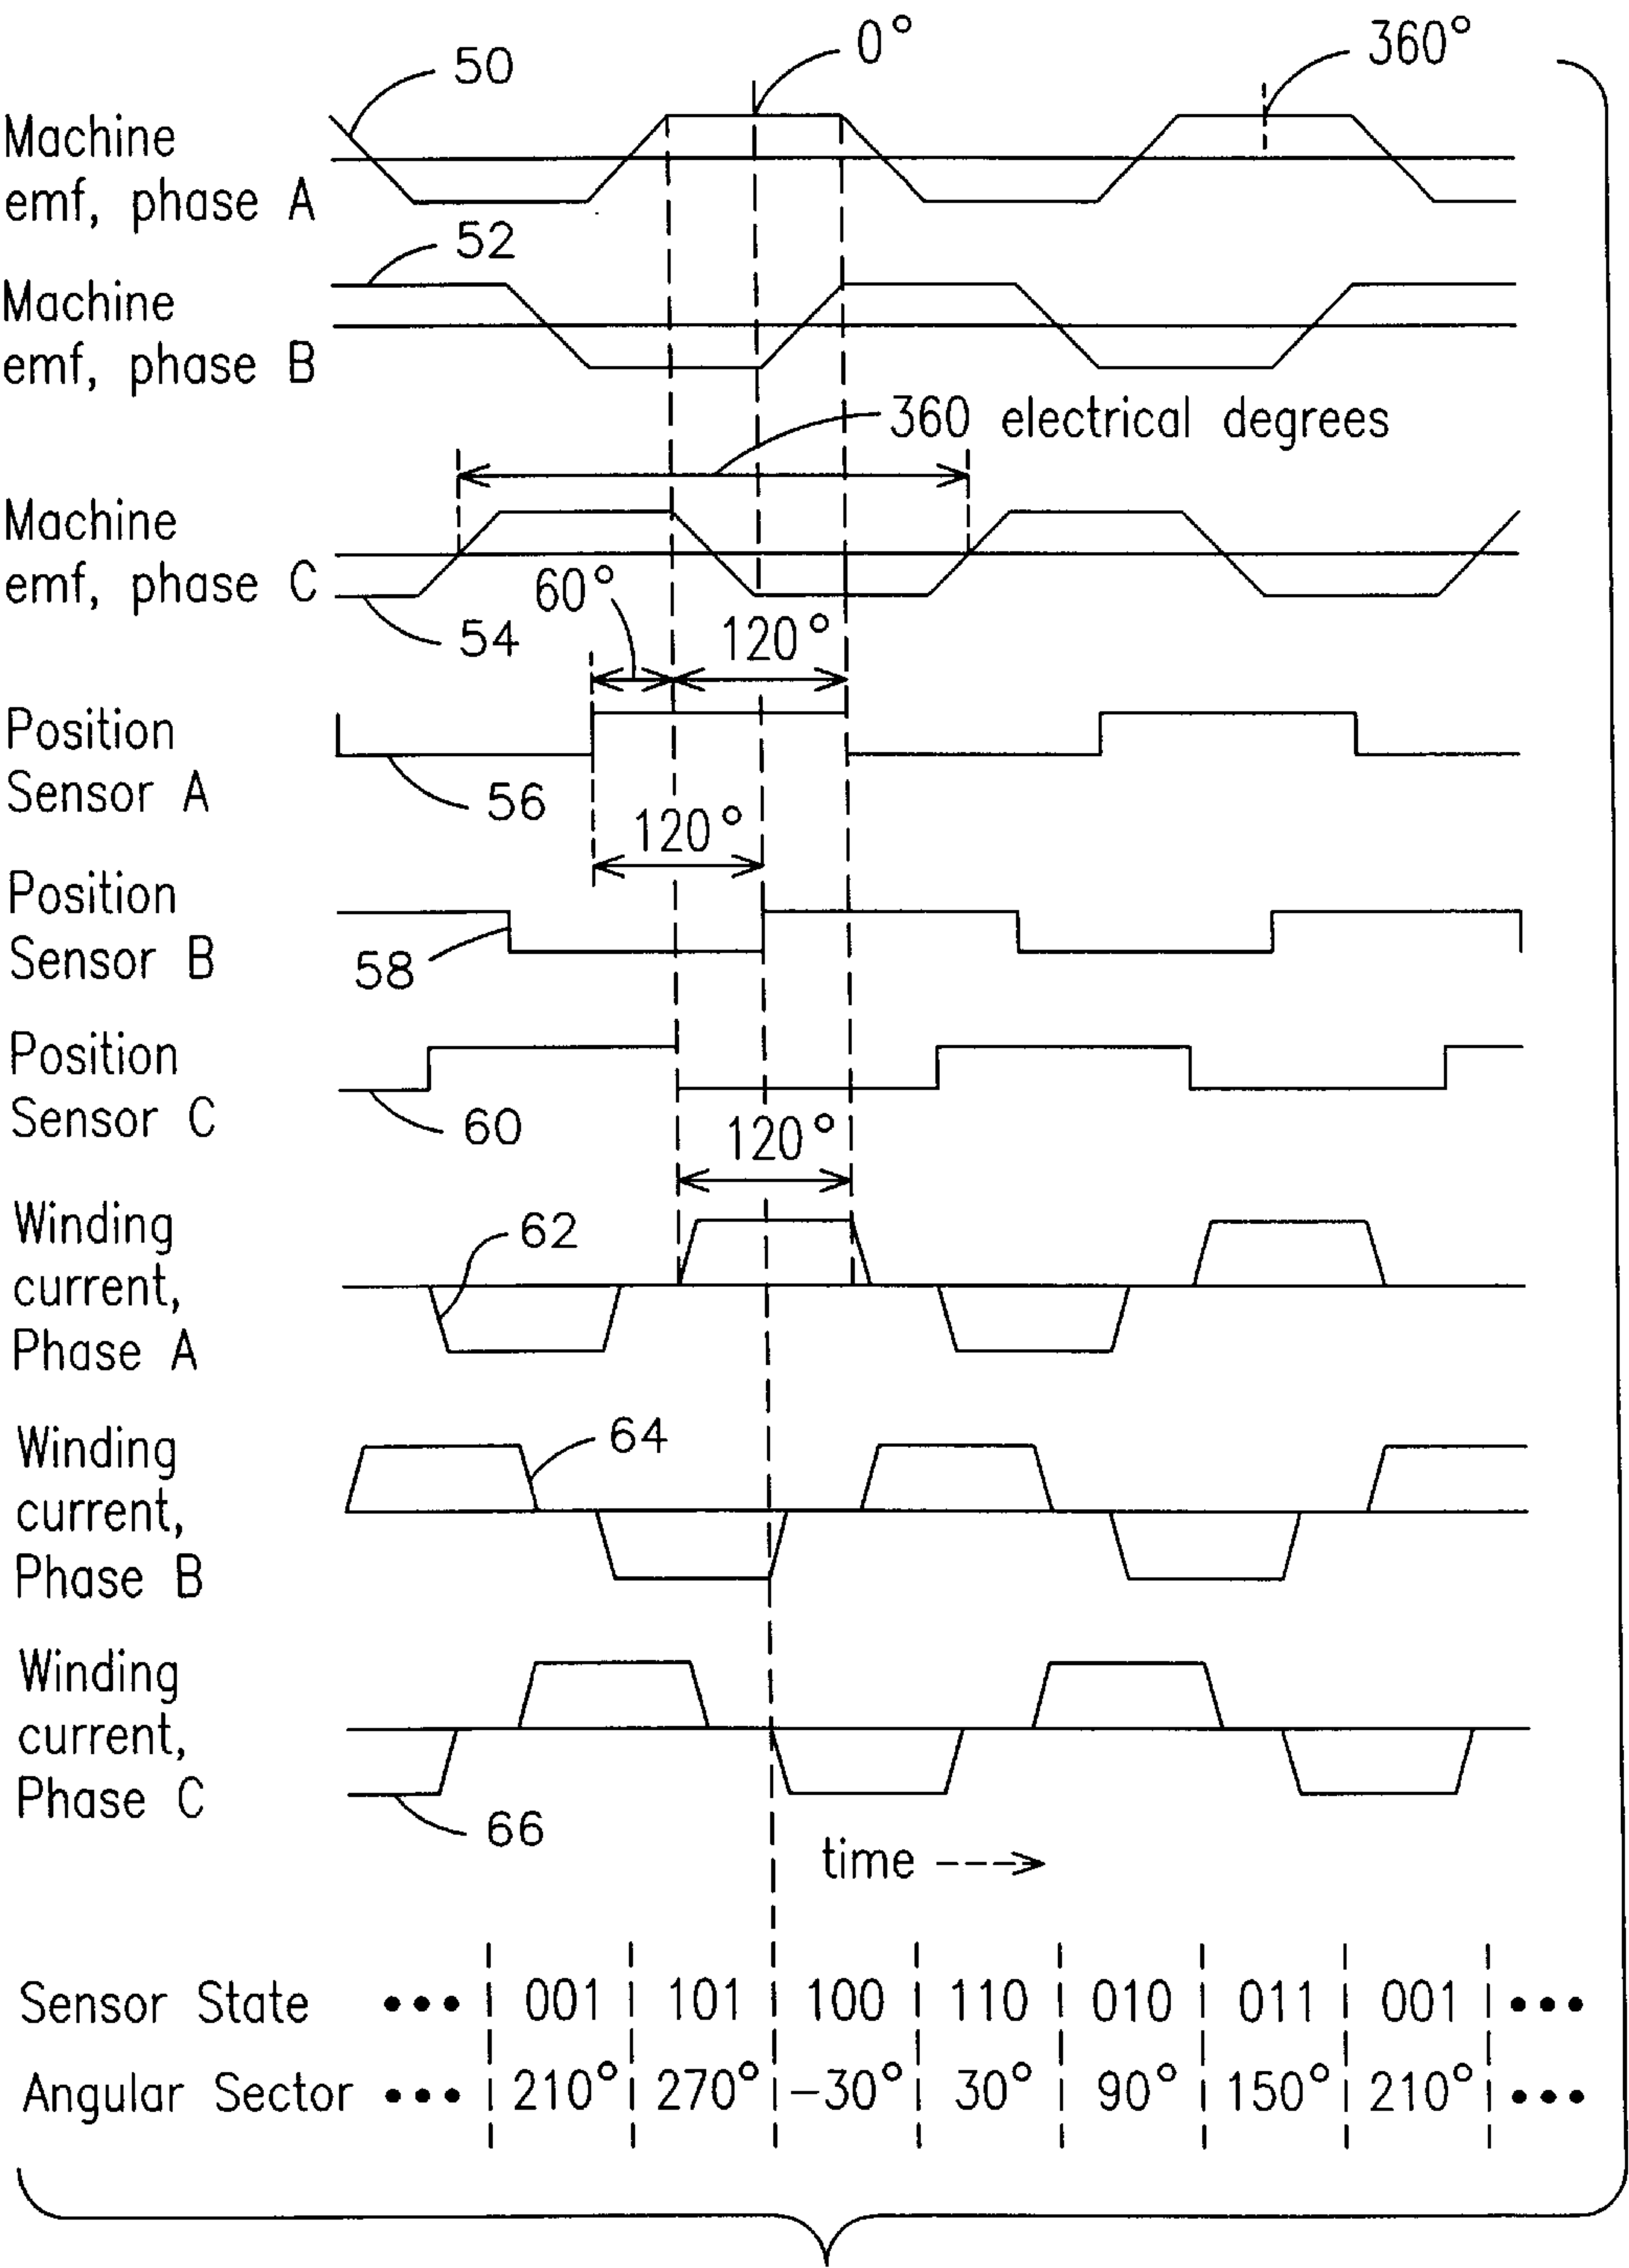 0°
360°
50
Machine
emf, phase A
52
Machine
emf, phase B
360 electrical degrees
Machine
emf, phase C
60°
54
120°
Position
Sensor A
56
120°
Position
Sensor B
58
Position
Sensor C
60
120°
Winding
current,
Phase A
62
Winding
current,
Phase B
64
Winding
current,
Phase C
66
time
Sensor State ••• 001 101 100 110 010 011 001 •••
Angular Sector ••• 210° 270° -30° 30° 90° 150° 210° •••